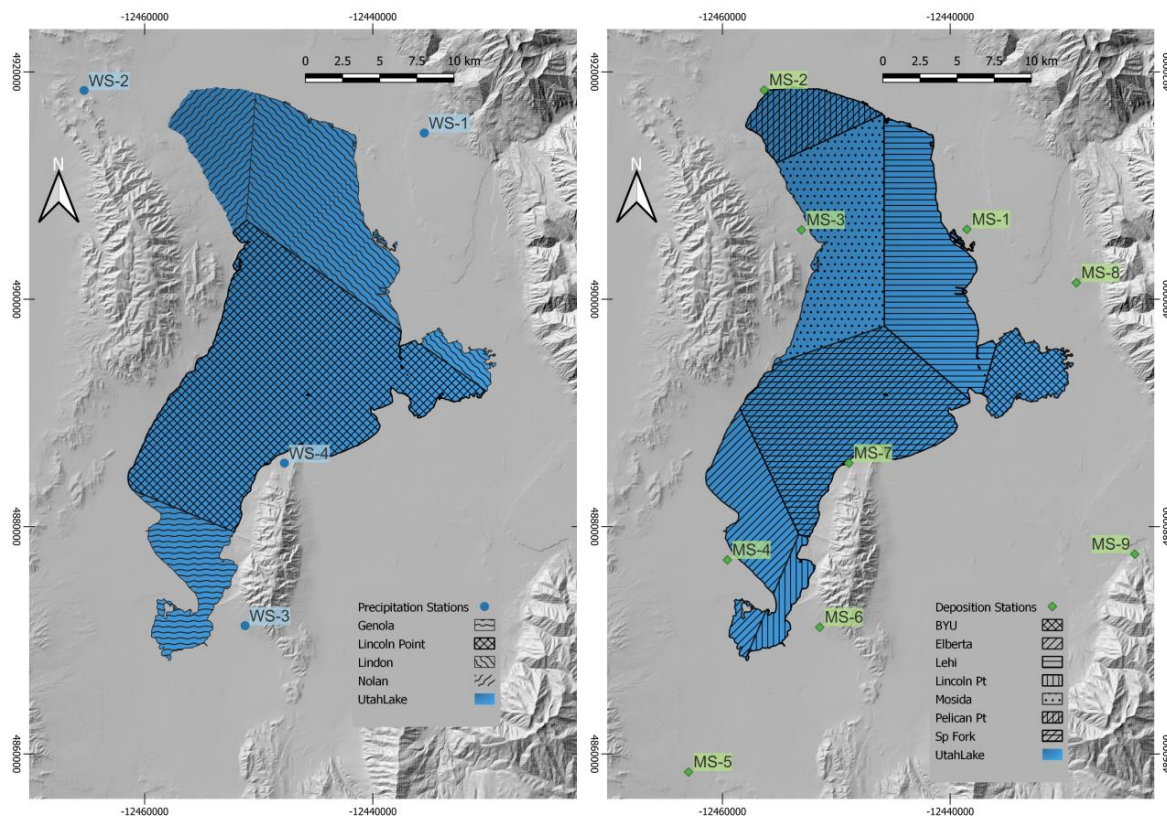 -12460000
-12440000
-12460000
-12440000
4920000
4920000
0 2.5 5 7.5 10 km
0 2.5 5 7.5 10 km
WS-2
WS-1
MS-2
N
N
MS-3
MS-1
MS-8
4900000
4900000
WS-4
MS-7
4880000
4880000
MS-4
MS-9
WS-3
MS-6
Precipitation Stations
Genola
Lincoln Point
Lindon
Nolan
UtahLake
Deposition Stations
BYU
Elberta
Lehi
Lincoln Pt
Mosida
Pelican Pt
Sp Fork
UtahLake
4860000
4860000
MS-5
-12460000
-12440000
-12460000
-12440000